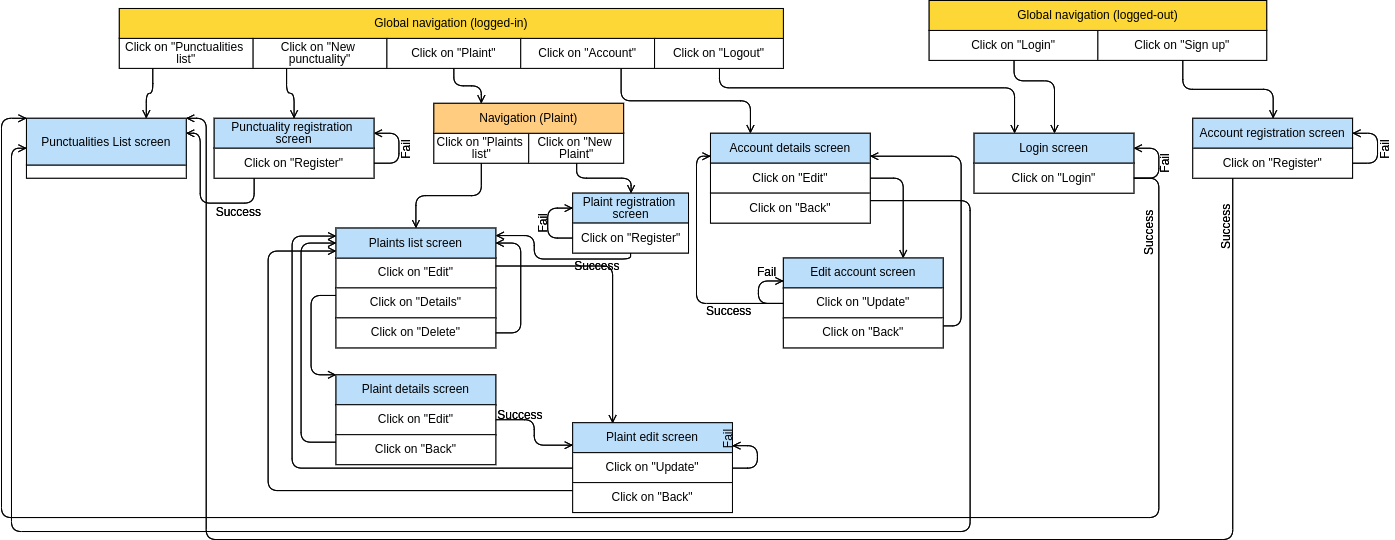 Global navigation (logged-in)
Click on "Punctualities
list"
Click on "New
punctuality"
Click on "Plaint"
Click on "Account"
Click on "Logout"
Global navigation (logged-out)
Click on "Login"
Click on "Sign up"
Punctualities List screen
Punctuality registration
screen
Click on "Register"
Fail
Success
Navigation (Plaint)
Click on "Plaints
list"
Click on "New
Plaint"
Plaint registration
screen
Click on "Register"
Fail
Success
Account details screen
Click on "Edit"
Click on "Back"
Login screen
Click on "Login"
Fail
Success
Account registration screen
Click on "Register"
Fail
Success
Plaints list screen
Click on "Edit"
Click on "Details"
Click on "Delete"
Edit account screen
Click on "Update"
Click on "Back"
Fail
Success
Plaint details screen
Click on "Edit"
Click on "Back"
Success
Plaint edit screen
Click on "Update"
Click on "Back"
Fail